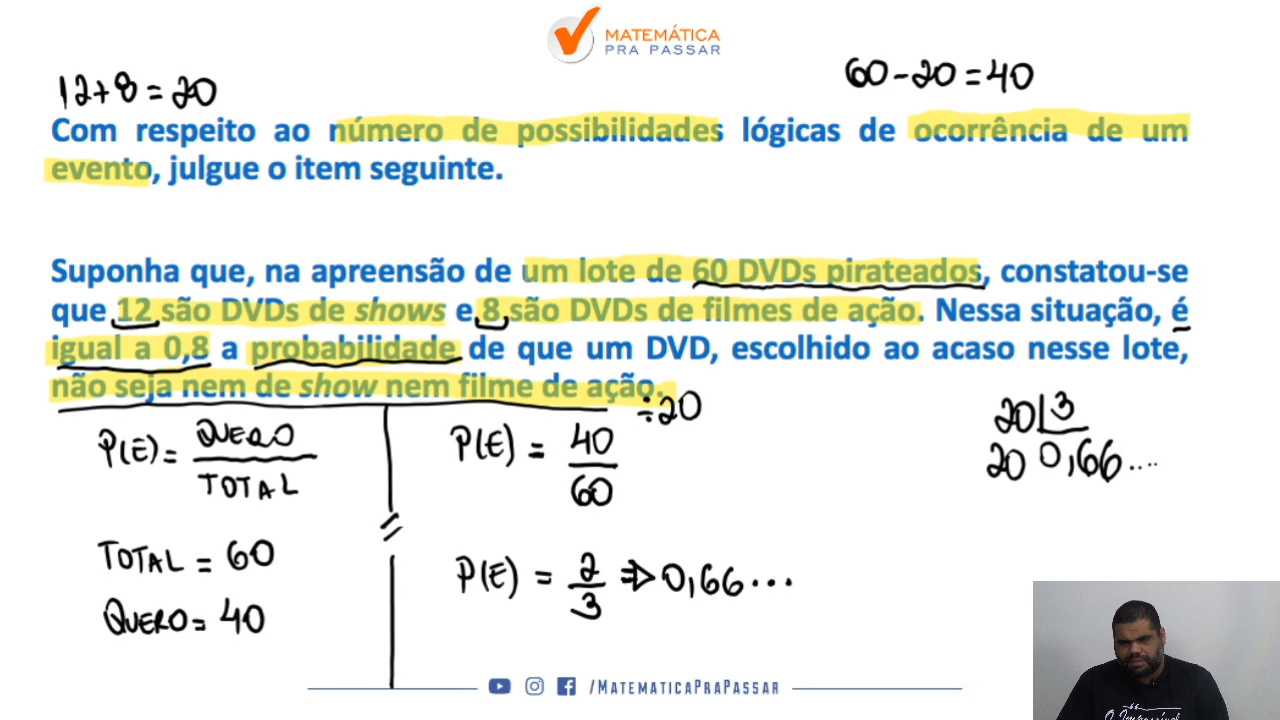 MATEMÁTICA
PRA PASSAR
12+8=20
60-20=40
Com respeito ao número de possibilidades lógicas de ocorrência de um
evento, julgue o item seguinte.
Suponha que, na apreensão de um lote de 60 DVDs pirateados, constatou-se
que 12 são DVDs de shows e 8 são DVDs de filmes de ação. Nessa situação, é
igual a 0,8 a probabilidade de que um DVD, escolhido ao acaso nesse lote,
não seja nem de show nem filme de ação.
P(E)= QUERO
TOTAL
TOTAL = 60
QUERO= 40
P(E) = 40
60
÷20
P(E) = 2
3
⇒ 0,66...
20 3
20 0,66....
/MATEMATICAPRAPASSAR